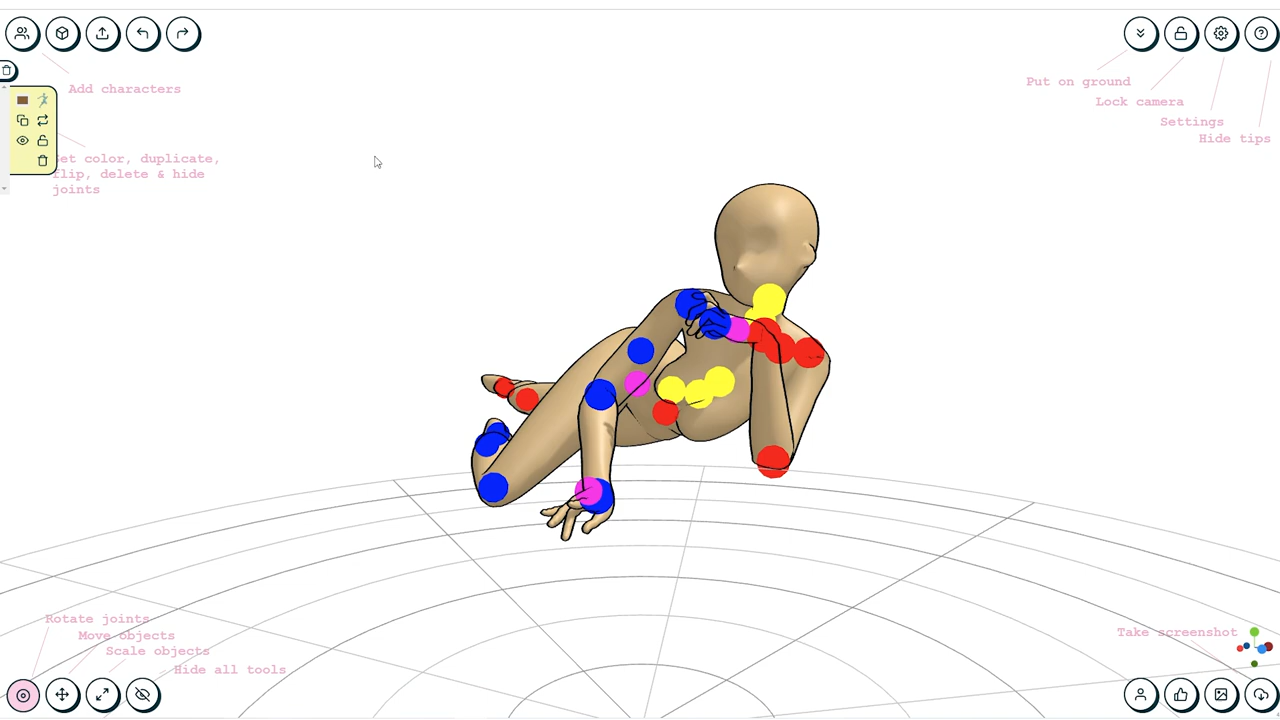 Add characters
Set color, duplicate,
flip, delete & hide
joints
Put on ground
Lock camera
Settings
Hide tips
Rotate joints
Move objects
Scale objects
Hide all tools
Take screenshot